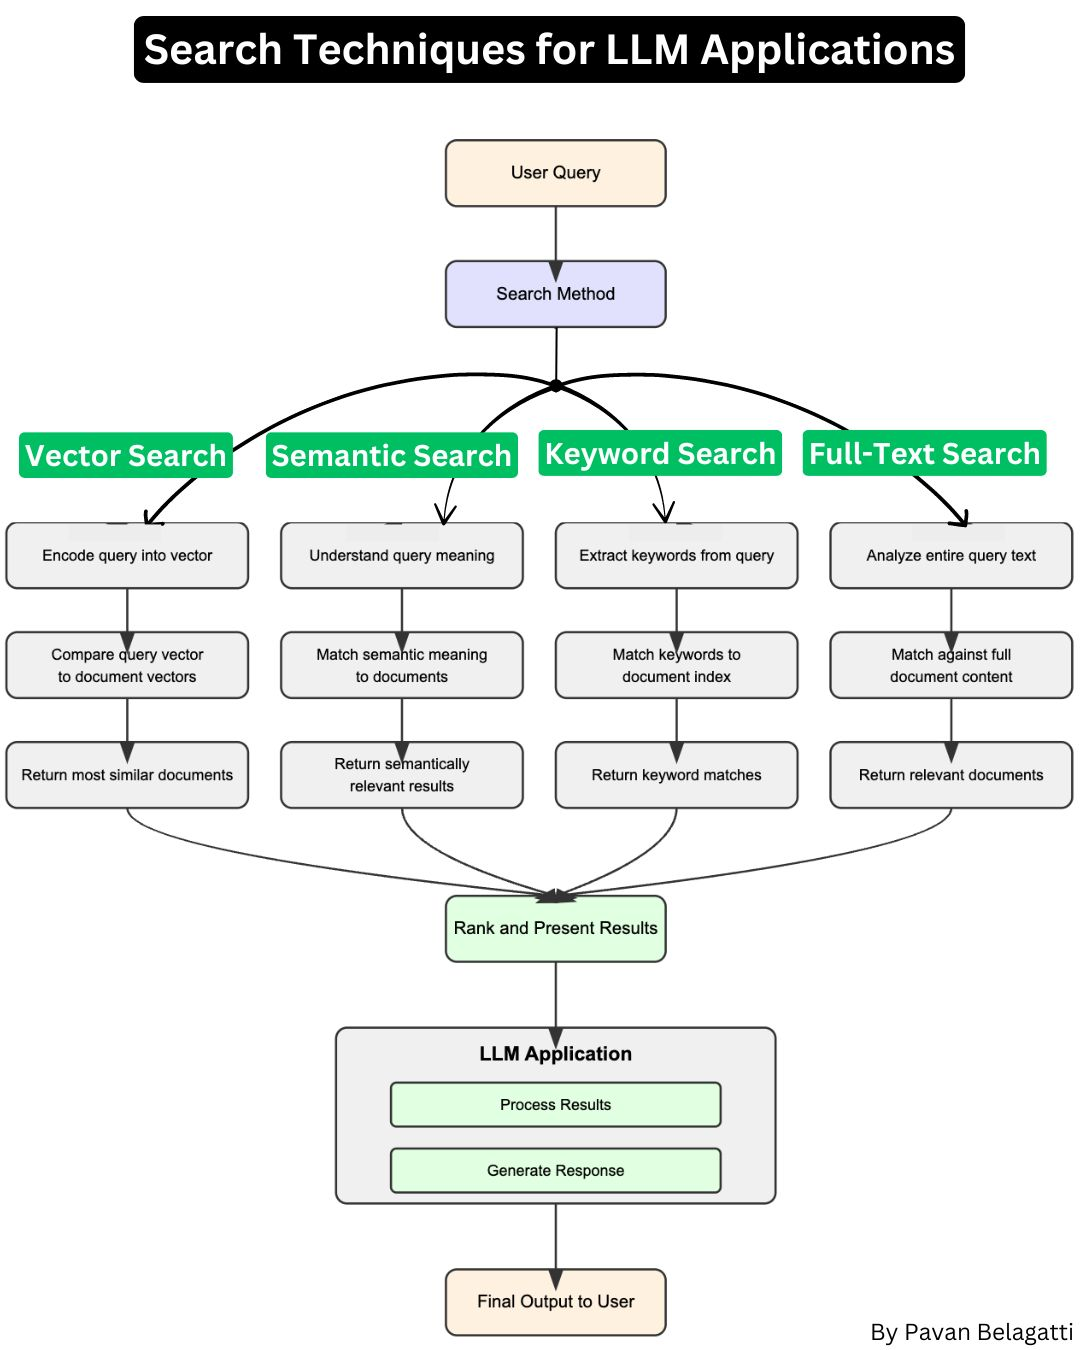 Search Techniques for LLM Applications
User Query
Search Method
Vector Search
Semantic Search
Keyword Search
Full-Text Search
Encode query into vector
Understand query meaning
Extract keywords from query
Analyze entire query text
Compare query vector
to document vectors
Match semantic meaning
to documents
Match keywords to
document index
Match against full
document content
Return most similar documents
Return semantically
relevant results
Return keyword matches
Return relevant documents
Rank and Present Results
LLM Application
Process Results
Generate Response
Final Output to User
By Pavan Belagatti